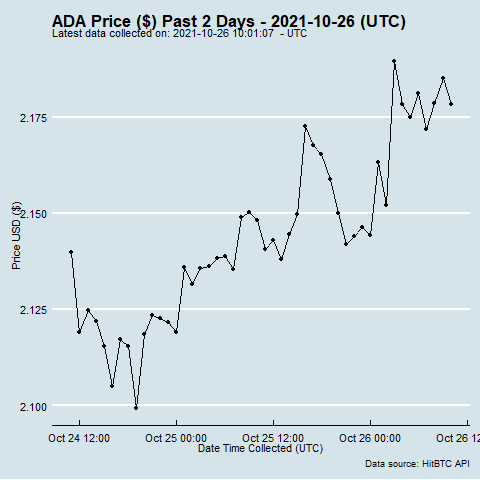 ADA Price ($) Past 2 Days - 2021-10-26 (UTC)
Latest data collected on: 2021-10-26 10:01:07  - UTC
2.175
2.150
2.125
2.100
Price USD ($)
Oct 24 12:00
Oct 25 00:00
Oct 25 12:00
Oct 26 00:00
Oct 26 12
Date Time Collected (UTC)
Data source: HitBTC API